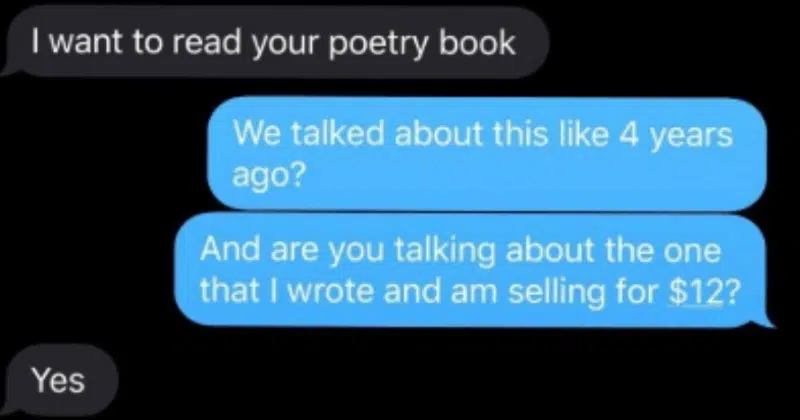 I want to read your poetry book
We talked about this like 4 years
ago?
And are you talking about the one
that I wrote and am selling for $12?
Yes